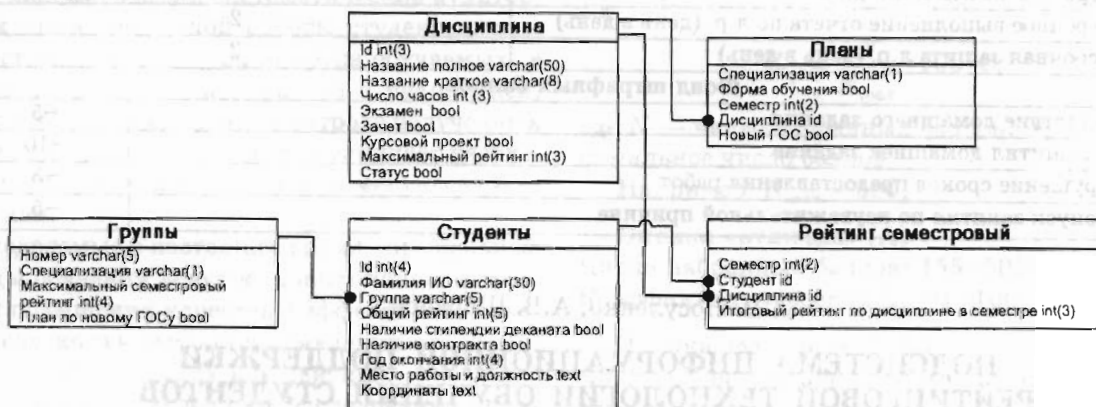 Дисциплина
Id int(3)
Название полное varchar(50)
Название краткое varchar(8)
Число часов int (3)
Экзамен bool
Зачет bool
Курсовой проект bool
Максимальный рейтинг int(3)
Статус bool
Планы
Специализация varchar(1)
Форма обучения bool
Семестр int(2)
Дисциплина id
Новый ГОС bool
Группы
Номер varchar(5)
Специализация varchar(1)
Максимальный семестровый
рейтинг int(4)
План по новому ГОСу bool
Студенты
Id int(4)
Фамилия ИО varchar(30)
Группа varchar(5)
Общий рейтинг int(5)
Наличие стипендии деканата bool
Наличие контракта bool
Год окончания int(4)
Место работы и должность text
Координаты text
Рейтинг семестровый
Семестр int(2)
Студент id
Дисциплина id
Итоговый рейтинг по дисциплине в семестре int(3)